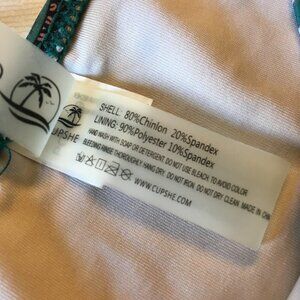 CUPSHE
SHELL: 80%Chinlon 20%Spandex
LINING: 90%Polyester 10%Spandex
HAND WASH WITH SOAP OR DETERGENT. DO NOT USE BLEACH. TO AVOID COLOR
BLEEDING RINSE THOROUGHLY. HANG DRY. DO NOT IRON. DO NOT DRY CLEAN. MADE IN CHINA
WWW.CUPSHE.COM